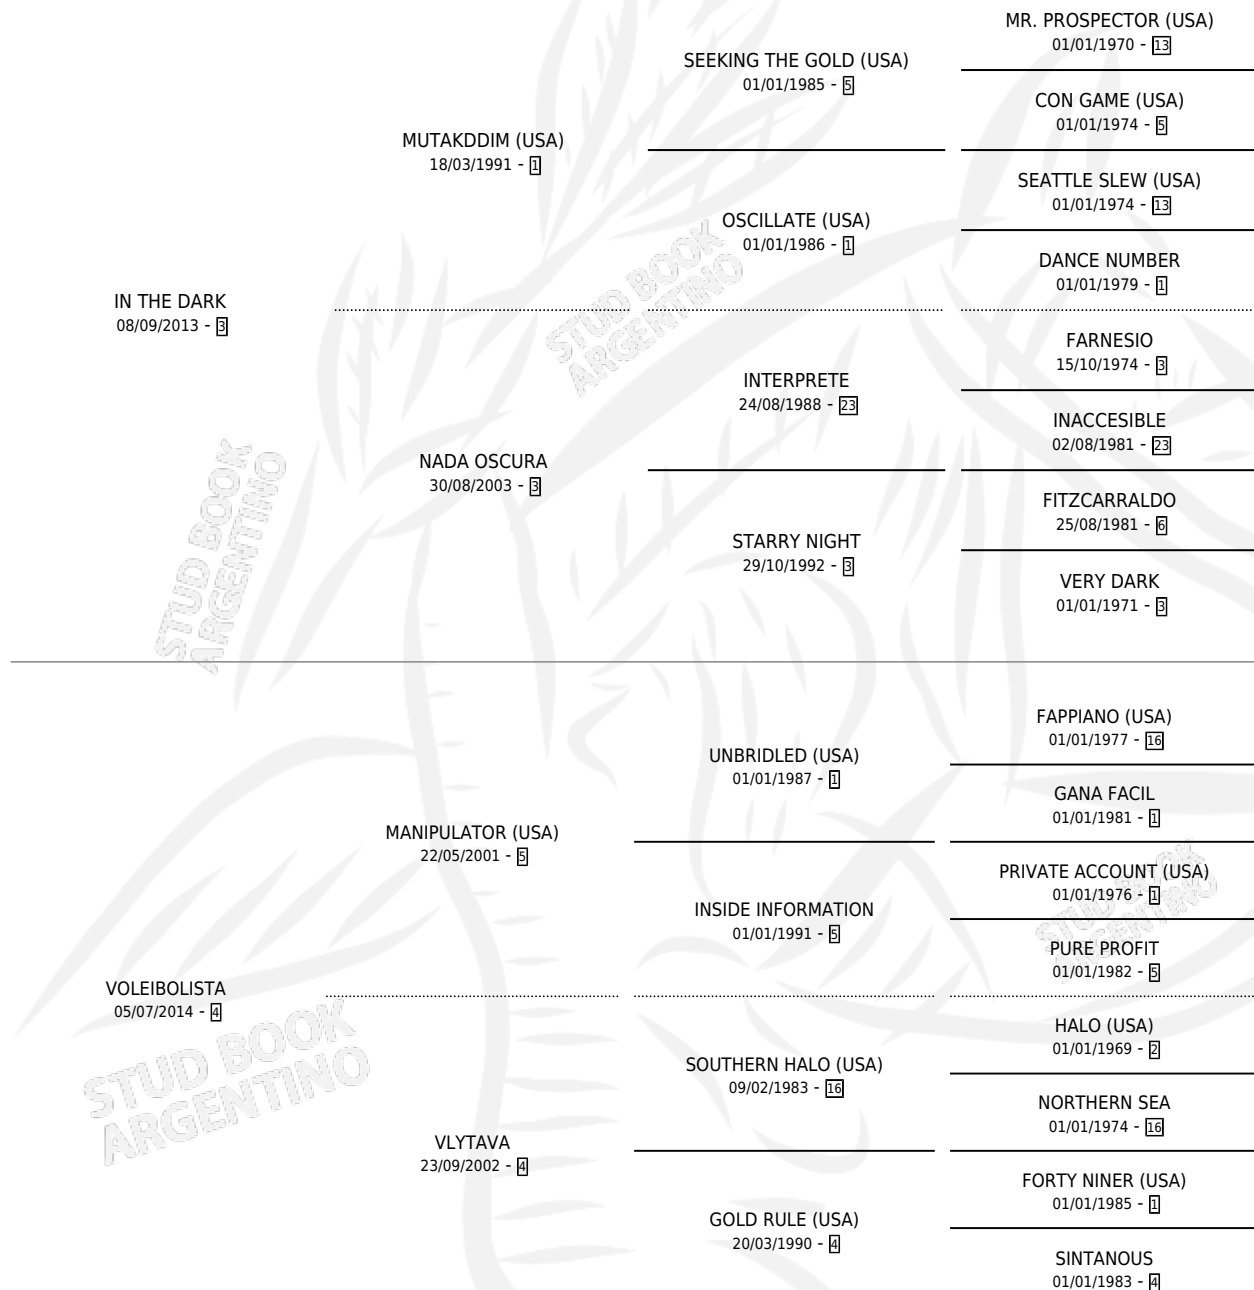 MR. PROSPECTOR (USA)
01/01/1970 - 13
SEEKING THE GOLD (USA)
01/01/1985 - 5
CON GAME (USA)
01/01/1974 - 5
MUTAKDDIM (USA)
18/03/1991 - 1
SEATTLE SLEW (USA)
01/01/1974 - 13
OSCILLATE (USA)
01/01/1986 - 1
DANCE NUMBER
01/01/1979 - 1
IN THE DARK
08/09/2013 - 3
FARNESIO
15/10/1974 - 3
INTERPRETE
24/08/1988 - 23
INACCESIBLE
02/08/1981 - 23
NADA OSCURA
30/08/2003 - 3
FITZCARRALDO
25/08/1981 - 6
STARRY NIGHT
29/10/1992 - 3
VERY DARK
01/01/1971 - 3
STUD BOOK
ARGENTINO
STUD BOOK
ARGENTINO
FAPPIANO (USA)
01/01/1977 - 16
UNBRIDLED (USA)
01/01/1987 - 1
GANA FACIL
01/01/1981 - 1
MANIPULATOR (USA)
22/05/2001 - 5
PRIVATE ACCOUNT (USA)
01/01/1976 - 1
INSIDE INFORMATION
01/01/1991 - 5
PURE PROFIT
01/01/1982 - 5
VOLEIBOLISTA
05/07/2014 - 4
HALO (USA)
01/01/1969 - 2
SOUTHERN HALO (USA)
09/02/1983 - 16
NORTHERN SEA
01/01/1974 - 16
VLYTAVA
23/09/2002 - 4
FORTY NINER (USA)
01/01/1985 - 1
GOLD RULE (USA)
20/03/1990 - 4
SINTANOUS
01/01/1983 - 4
STUD BOOK
ARGENTINO
STUD BOOK
ARGENTINO